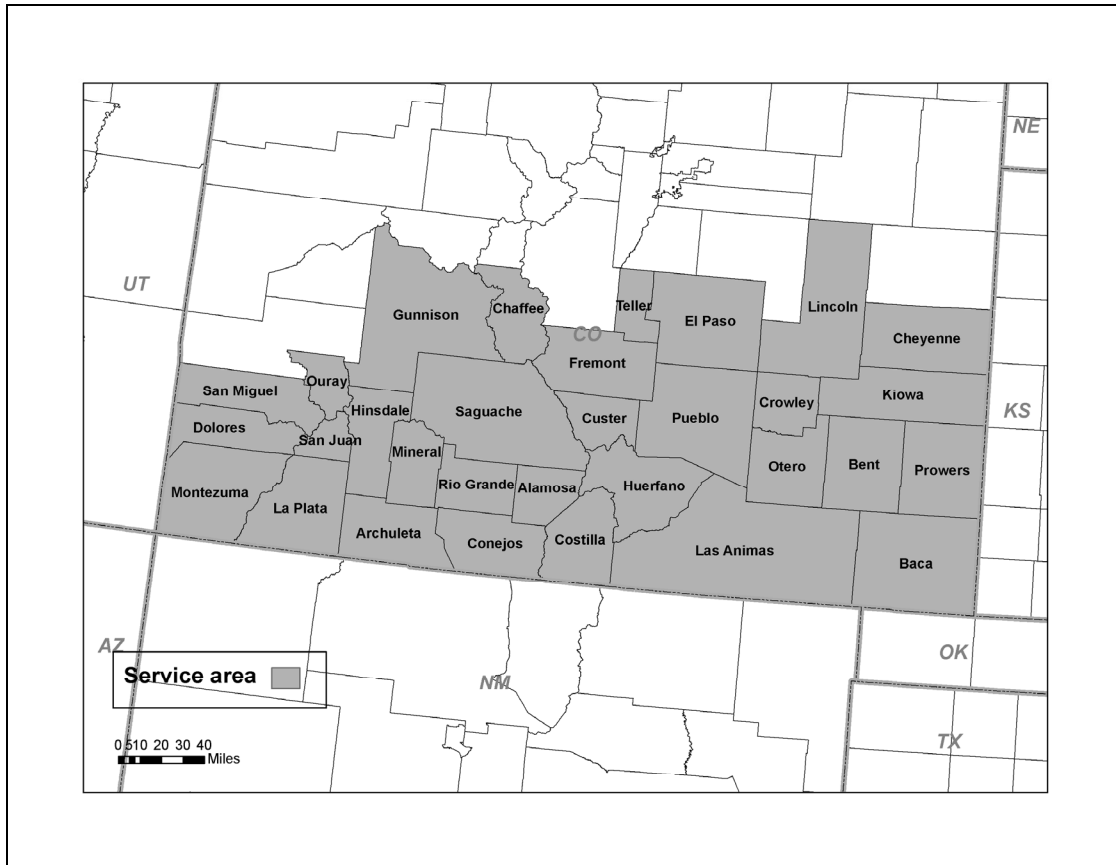 NE
UT
Lincoln
Chaffee
Teller
Gunnison
El Paso
CO
Cheyenne
Fremont
Ouray
San Miguel
Kiowa
Hinsdale
Crowley
KS
Saguache
Custer
Pueblo
Dolores
San Juan
Mineral
Otero
Bent
Prowers
Rio Grande
Alamosa
Huerfano
Montezuma
La Plata
Archuleta
Conejos
Costilla
Las Animas
Baca
AZ
OK
Service area
NM
TX
0 510 20 30 40
Miles